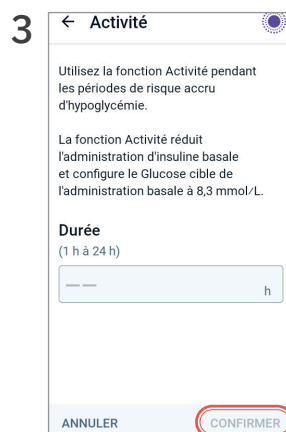 3
← Activité
Utilisez la fonction Activité pendant
les périodes de risque accru
d'hypoglycémie.
La fonction Activité réduit
l'administration d'insuline basale
et configure le Glucose cible de
l'administration basale à 8,3 mmol/L.
Durée
(1 h à 24 h)
–– h
ANNULER CONFIRMER